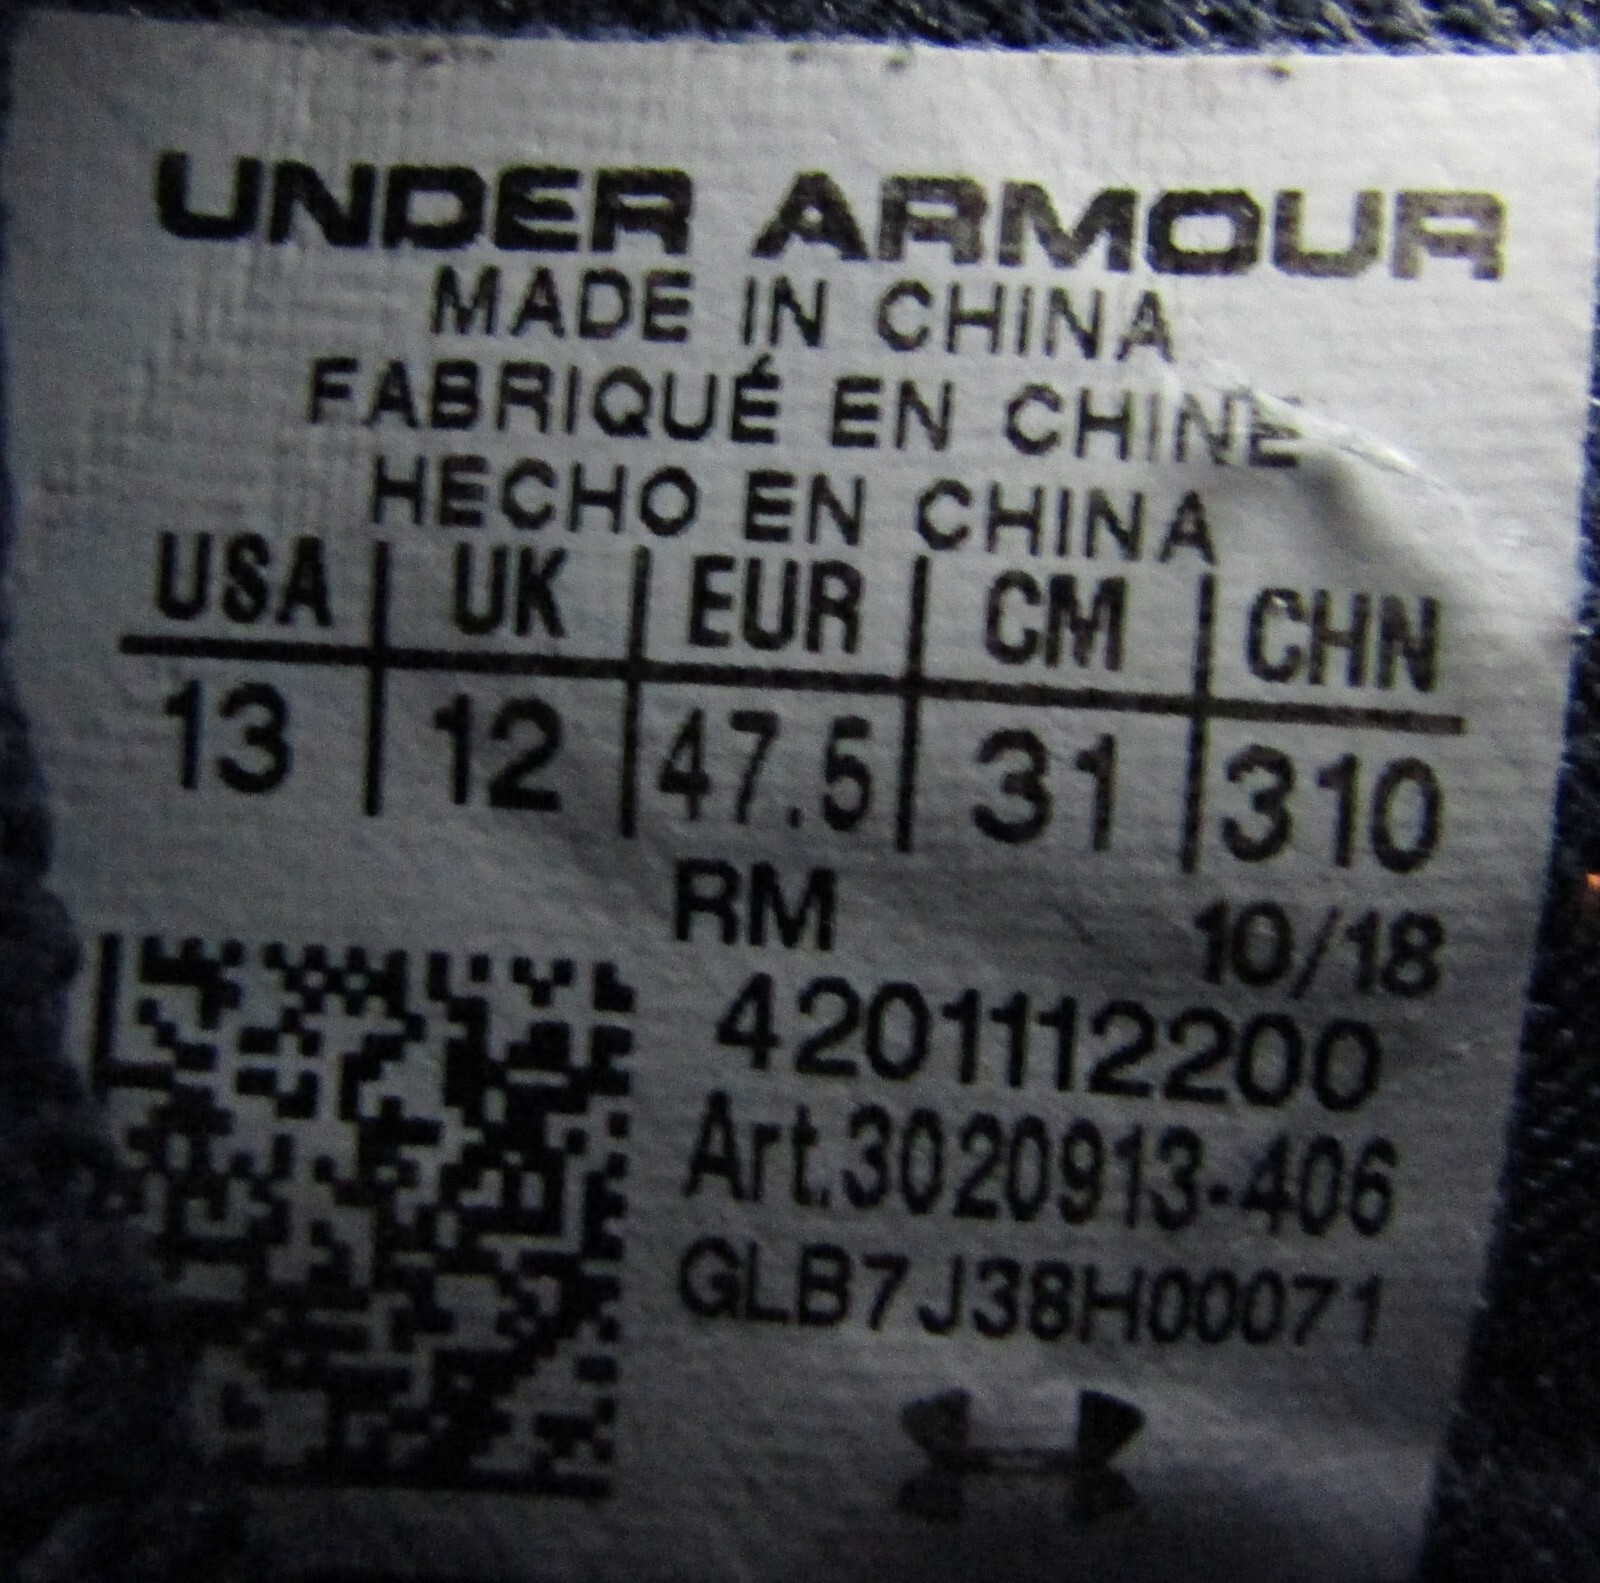 UNDER ARMOUR
MADE IN CHINA
FABRIQUÉ EN CHINE
HECHO EN CHINA
USA UK EUR CM CHN
13 12 47.5 31 310
RM 10/18
4201112200
Art.3020913-406
GLB7J38H00071